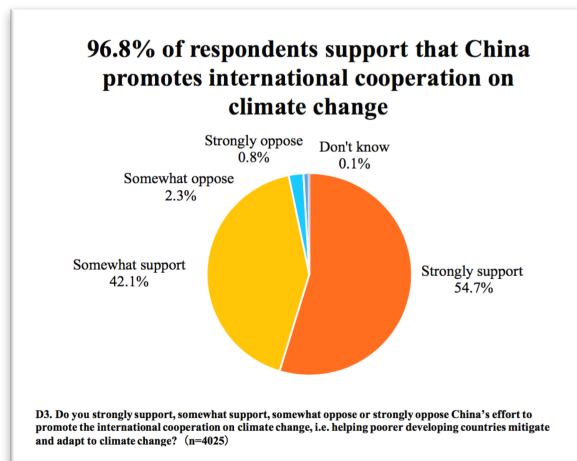 96.8% of respondents support that China
promotes international cooperation on
climate change
Strongly oppose
0.8%
Don't know
0.1%
Somewhat oppose
2.3%
Somewhat support
42.1%
Strongly support
54.7%
D3. Do you strongly support, somewhat support, somewhat oppose or strongly oppose China's effort to
promote the international cooperation on climate change, i.e. helping poorer developing countries mitigate
and adapt to climate change?（n=4025）